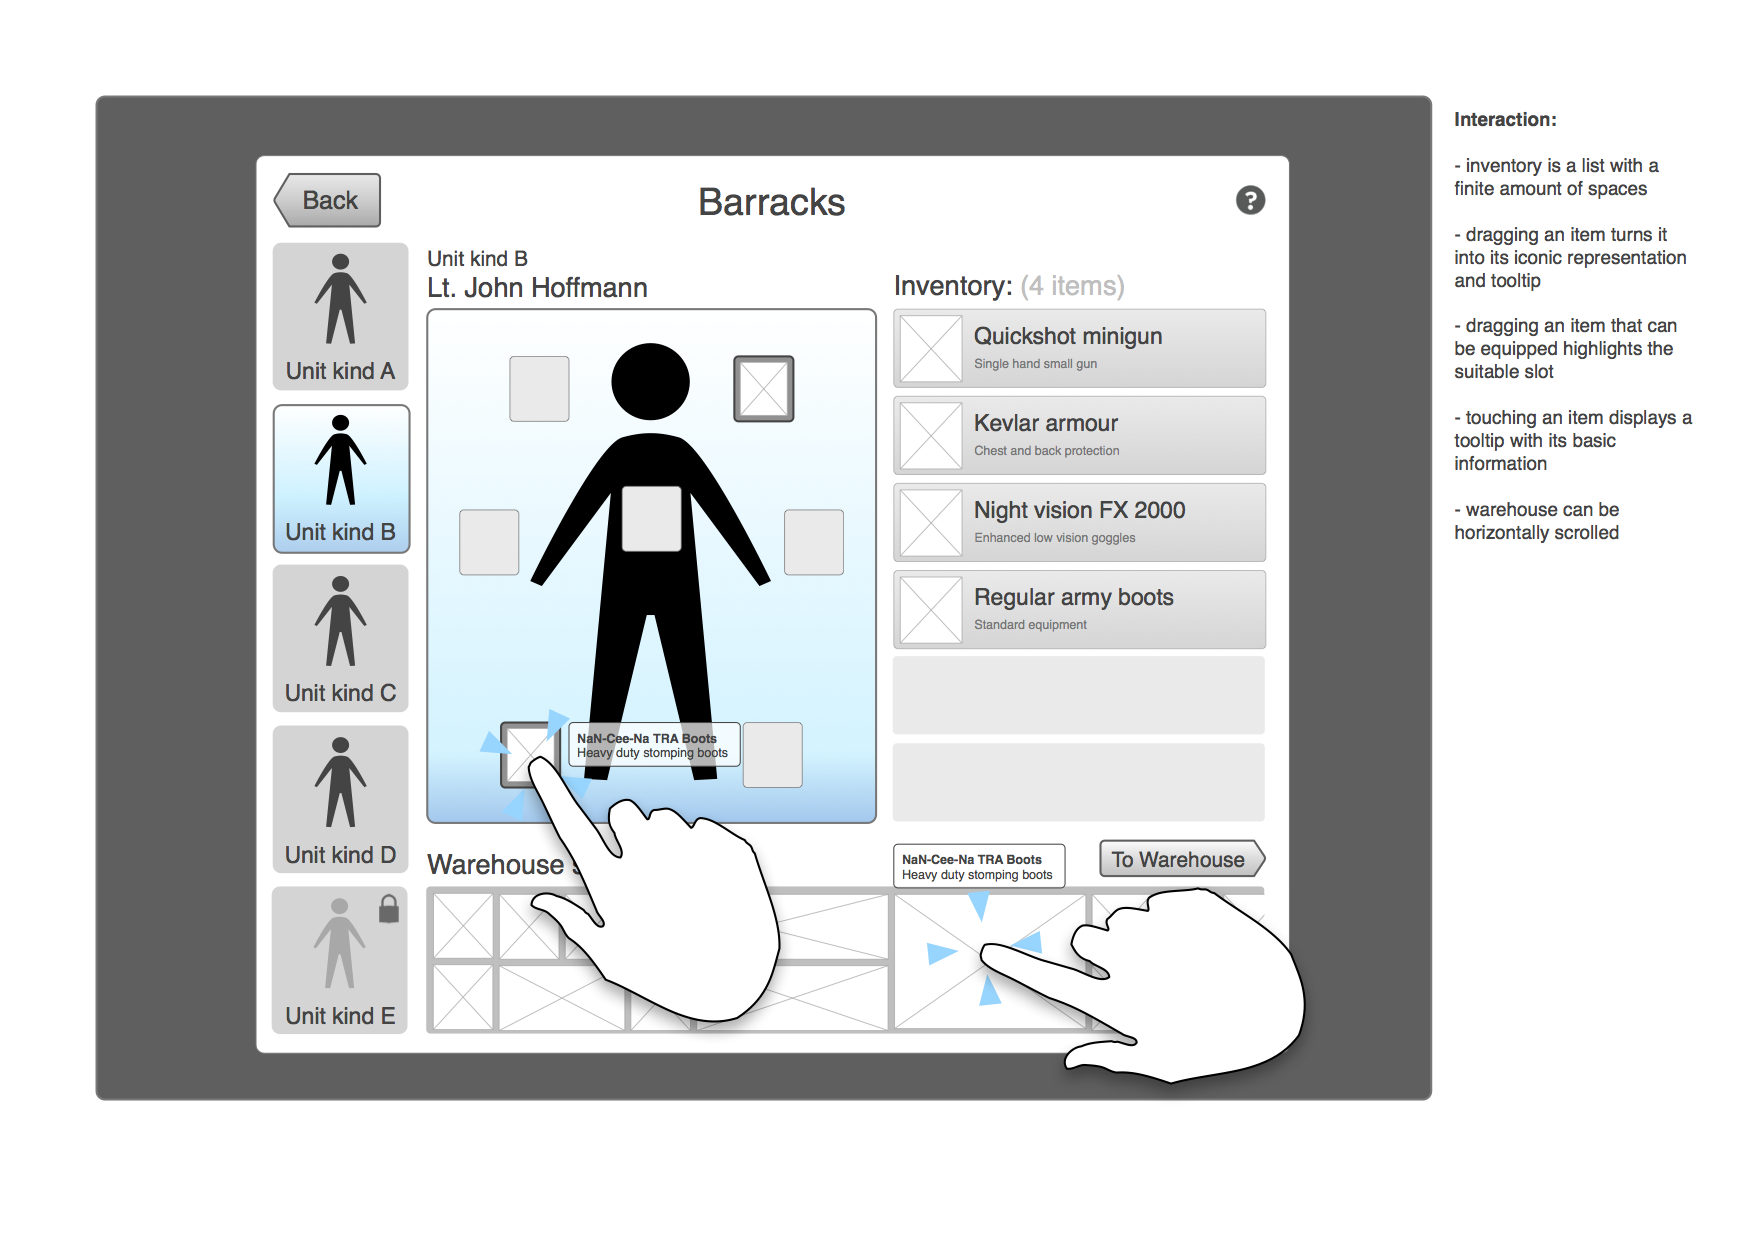 Back
Barracks
?
Unit kind A
Unit kind B
Unit kind C
Unit kind D
Unit kind E
Unit kind B
Lt. John Hoffmann
NaN-Cee-Na TRA Boots
Heavy duty stomping boots
Inventory: (4 items)
Quickshot minigun
Single hand small gun
Kevlar armour
Chest and back protection
Night vision FX 2000
Enhanced low vision goggles
Regular army boots
Standard equipment
Warehouse
NaN-Cee-Na TRA Boots
Heavy duty stomping boots
To Warehouse
Interaction:
- inventory is a list with a
finite amount of spaces
- dragging an item turns it
into its iconic representation
and tooltip
- dragging an item that can
be equipped highlights the
suitable slot
- touching an item displays a
tooltip with its basic
information
- warehouse can be
horizontally scrolled